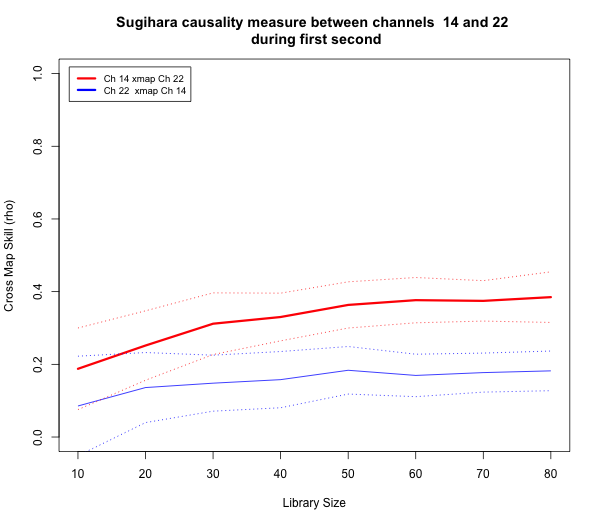 Sugihara causality measure between channels  14 and 22
during first second
Ch 14 xmap Ch 22
Ch 22  xmap Ch 14
Cross Map Skill (rho)
1.0
0.8
0.6
0.4
0.2
0.0
10 20 30 40 50 60 70 80
Library Size